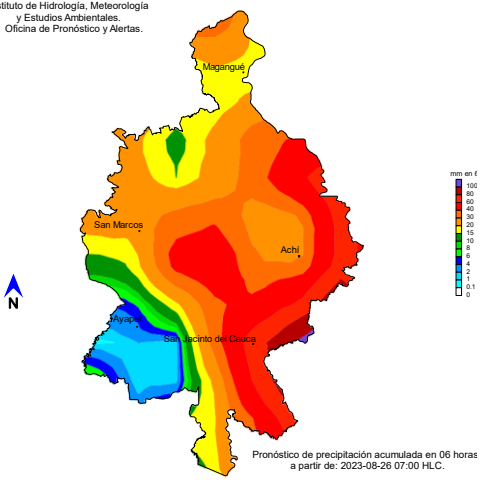 stituto de Hidrología, Meteorología
y Estudios Ambientales.
Oficina de Pronóstico y Alertas.
Magangué
mm en 6
100
80
60
40
30
20
15
10
8
6
4
2
1
0.1
0
San Marcos
Achí
N
Ayapel
San Jacinto del Cauca
Pronóstico de precipitación acumulada en 06 horas
a partir de: 2023-08-26 07:00 HLC.